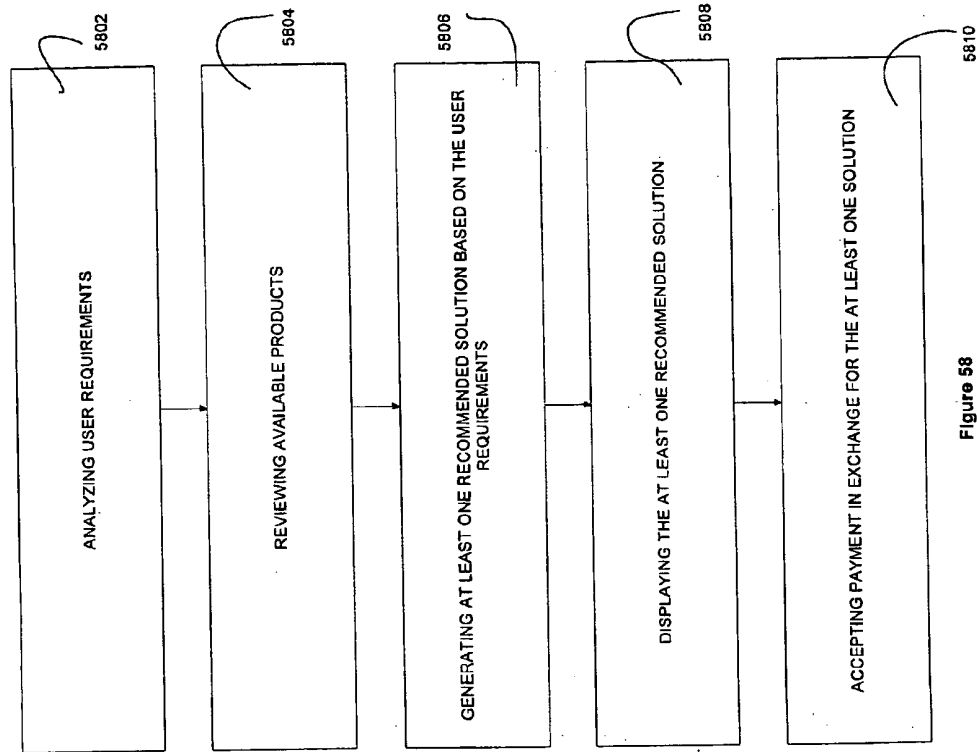 5802
ANALYZING USER REQUIREMENTS
5804
REVIEWING AVAILABLE PRODUCTS
5806
GENERATING AT LEAST ONE RECOMMENDED SOLUTION BASED ON THE USER
REQUIREMENTS
5808
DISPLAYING THE AT LEAST ONE RECOMMENDED SOLUTION
5810
ACCEPTING PAYMENT IN EXCHANGE FOR THE AT LEAST ONE SOLUTION
Figure 58